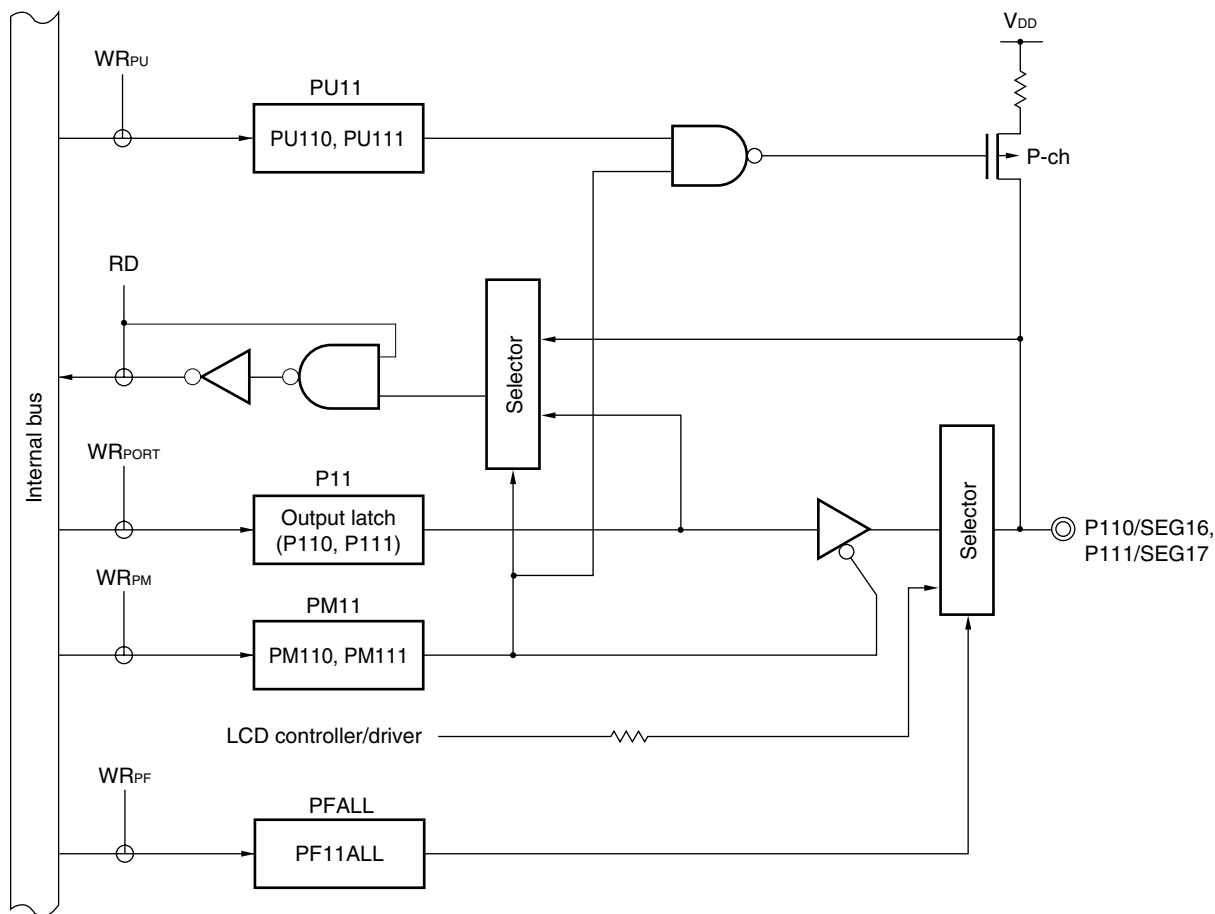 VDD
WRPU
PU11
PU110, PU111
P-ch
RD
Selector
Internal bus
WRPORT
P11
Output latch
(P110, P111)
Selector
P110/SEG16,
P111/SEG17
WRPM
PM11
PM110, PM111
LCD controller/driver
WRPF
PFALL
PF11ALL